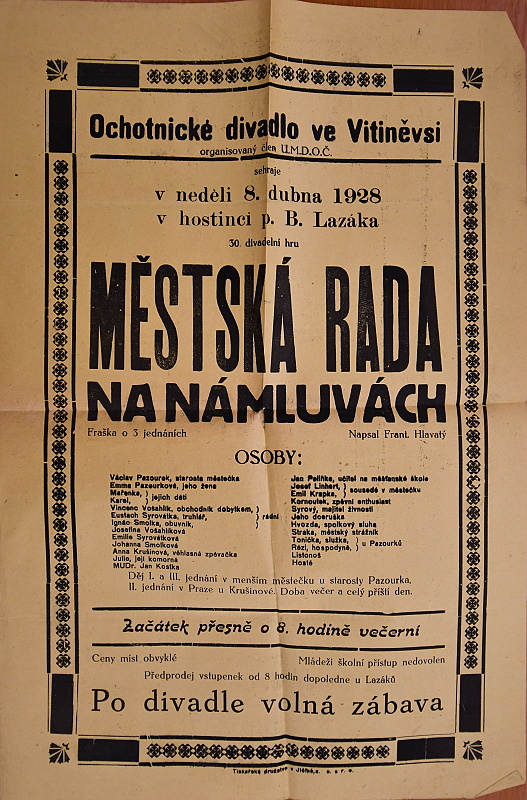 Ochotnické divadlo ve Vitiněvsi
organisovaný člen U.M.D.O.Č.
sehraje
v neděli 8. dubna 1928
v hostinci p. B. Lazáka
30. divadelní hru
MĚSTSKÁ RADA
NA NÁMLUVÁCH
Fraška o 3 jednáních Napsal Frant. Hlavatý
OSOBY:
Václav Pazourek, starosta městečka
Emma Pazourková, jeho žena
Mařenka, } jejich děti
Karel,
Vincenc Vošahlík, obchodník dobytkem,
Eustach Syrovátka, truhlář, } radní
Ignác Smolka, obuvník,
Josefina Vošahlíková
Emilie Syrovátková
Johanna Smolková
Anna Krušinová, věhlasná zpěvačka
Julie, její komorná
MUDr. Jan Kostka
Jan Pelifka, učitel na měšťanské škole
Josef Linhart, } sousedé v městečku
Emil Krapka,
Kornoutek, zpěvní enthusiast
Syrový, majitel živnosti
Jeho dceruška
Hvozda, spolkový sluha
Straka, městský strážník
Tonička, služka, } u Pazourků
Rézi, hospodyně,
Listonoš
Hosté
Děj I. a III. jednání v menším městečku u starosty Pazourka,
II. jednání v Praze u Krušinové. Doba večer a celý příští den.
Začátek přesně o 8. hodině večerní
Ceny míst obvyklé Mládeži školní přístup nedovolen
Předprodej vstupenek od 8 hodin dopoledne u Lazáků
Po divadle volná zábava
Tiskařské družstvo v Jičíně, s. s r. o.